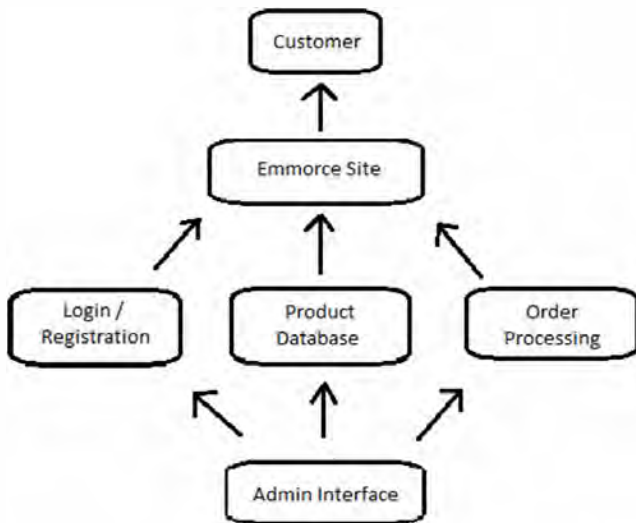 Customer
Emmorce Site
Login /
Registration
Product
Database
Order
Processing
Admin Interface